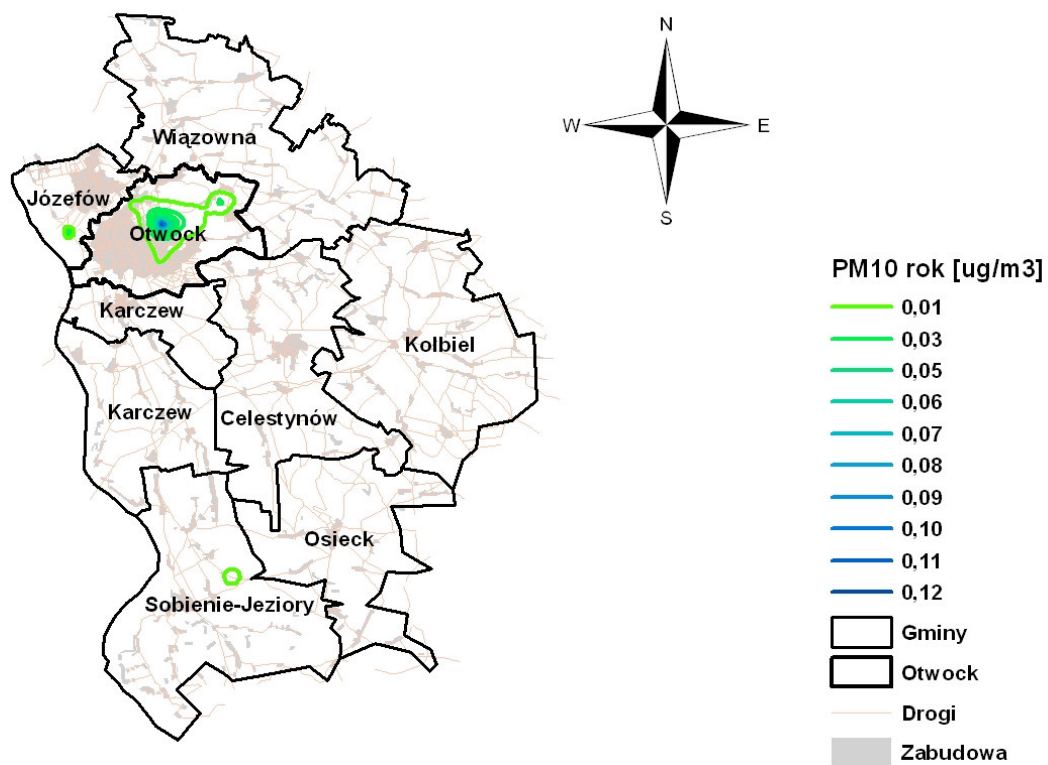 N
W
E
S
Wiązowna
Józefów
Otwock
Karczew
Kolbiel
Karczew
Celestynów
Osieck
Sobienie-Jeziory
PM10 rok [ug/m3]
0,01
0,03
0,05
0,06
0,07
0,08
0,09
0,10
0,11
0,12
Gminy
Otwock
Drogi
Zabudowa